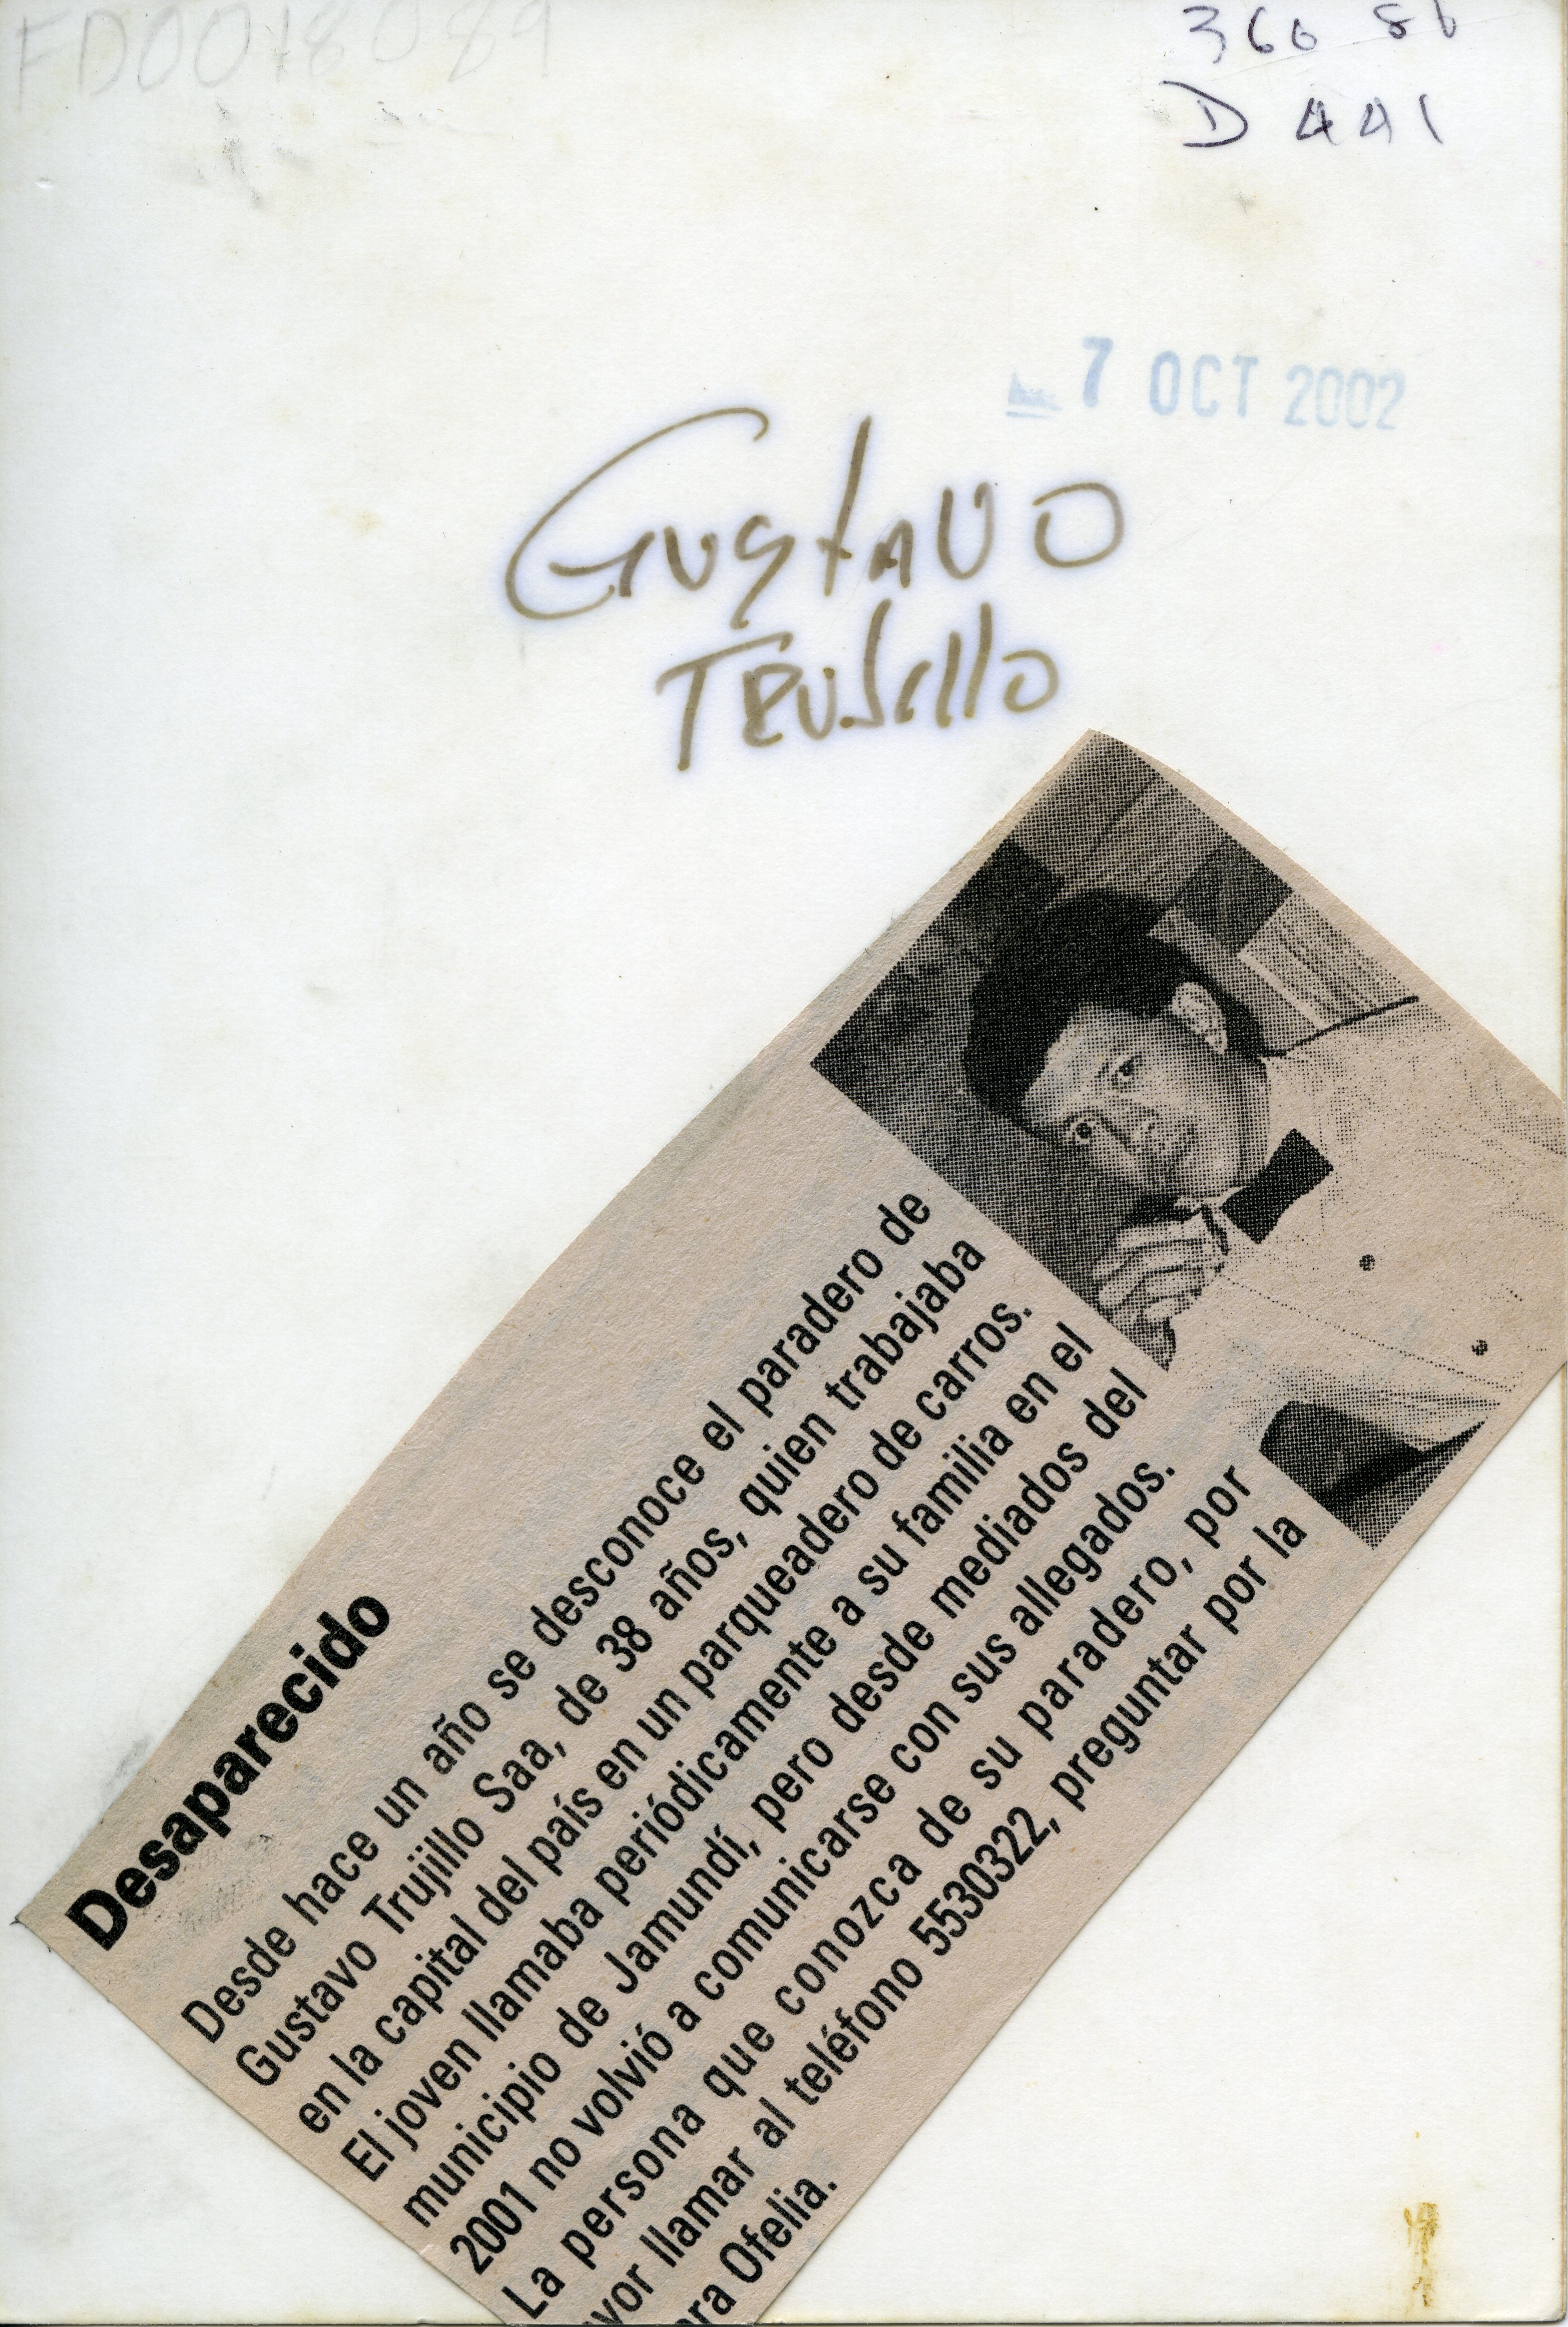 FD0018089
360 86
D 441
7 OCT 2002
Gustavo
Trujillo
Desaparecido
Desde hace un año se desconoce el paradero de
Gustavo Trujillo Saa, de 38 años, quien trabajaba
en la capital del país en un parqueadero de carros.
El joven llamaba periódicamente a su familia en el
municipio de Jamundí, pero desde mediados del
2001 no volvió a comunicarse con sus allegados.
La persona que conozca de su paradero, por
vor llamar al teléfono 5530322, preguntar por la
ora Ofelia.